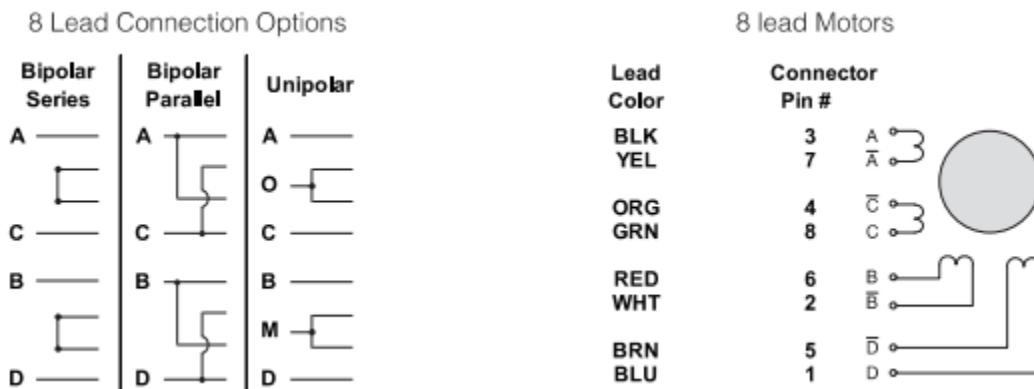 8 Lead Connection Options
Bipolar Series
Bipolar Parallel
Unipolar
A A A
O
C C C
B B B
M
D D D
8 lead Motors
Lead Color Connector Pin #
BLK 3 A
YEL 7 A̅
ORG 4 C̅
GRN 8 C
RED 6 B
WHT 2 B̅
BRN 5 D̅
BLU 1 D